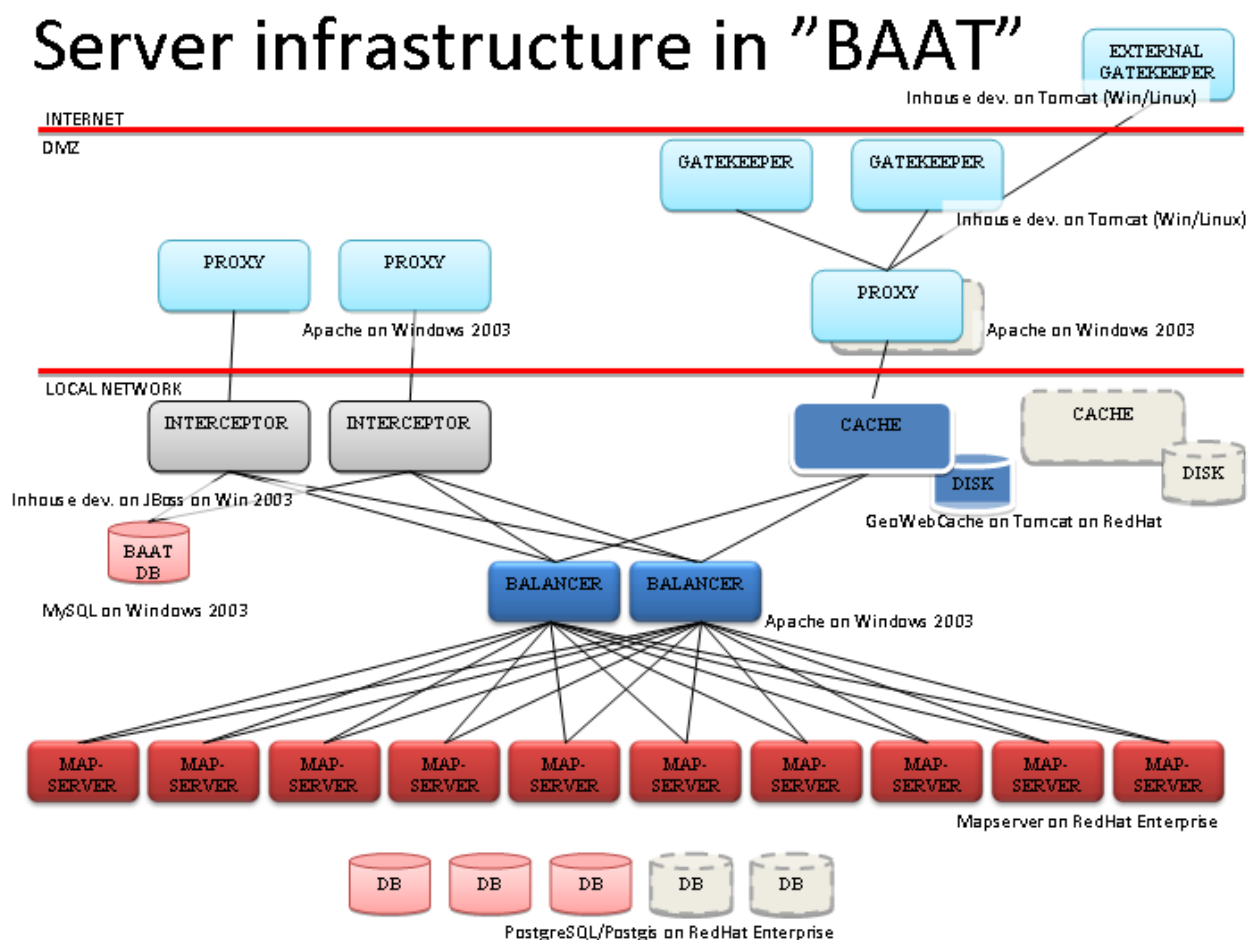 Server infrastructure in ”BAAT”
EXTERNAL
GATEKEEPER
Inhouse dev. on Tomcat (Win/Linux)
INTERNET
DMZ
GATEKEEPER
GATEKEEPER
Inhouse dev. on Tomcat (Win/Linux)
PROXY
PROXY
PROXY
Apache on Windows 2003
Apache on Windows 2003
LOCAL NETWORK
INTERCEPTOR
INTERCEPTOR
CACHE
CACHE
DISK
DISK
Inhouse dev. on JBoss on Win 2003
GeoWebCache on Tomcat on RedHat
BAAT
DB
MySQL on Windows 2003
BALANCER
BALANCER
Apache on Windows 2003
MAP-
SERVER
MAP-
SERVER
MAP-
SERVER
MAP-
SERVER
MAP-
SERVER
MAP-
SERVER
MAP-
SERVER
MAP-
SERVER
MAP-
SERVER
MAP-
SERVER
Mapserver on RedHat Enterprise
DB
DB
DB
DB
DB
PostgreSQL/Postgis on RedHat Enterprise